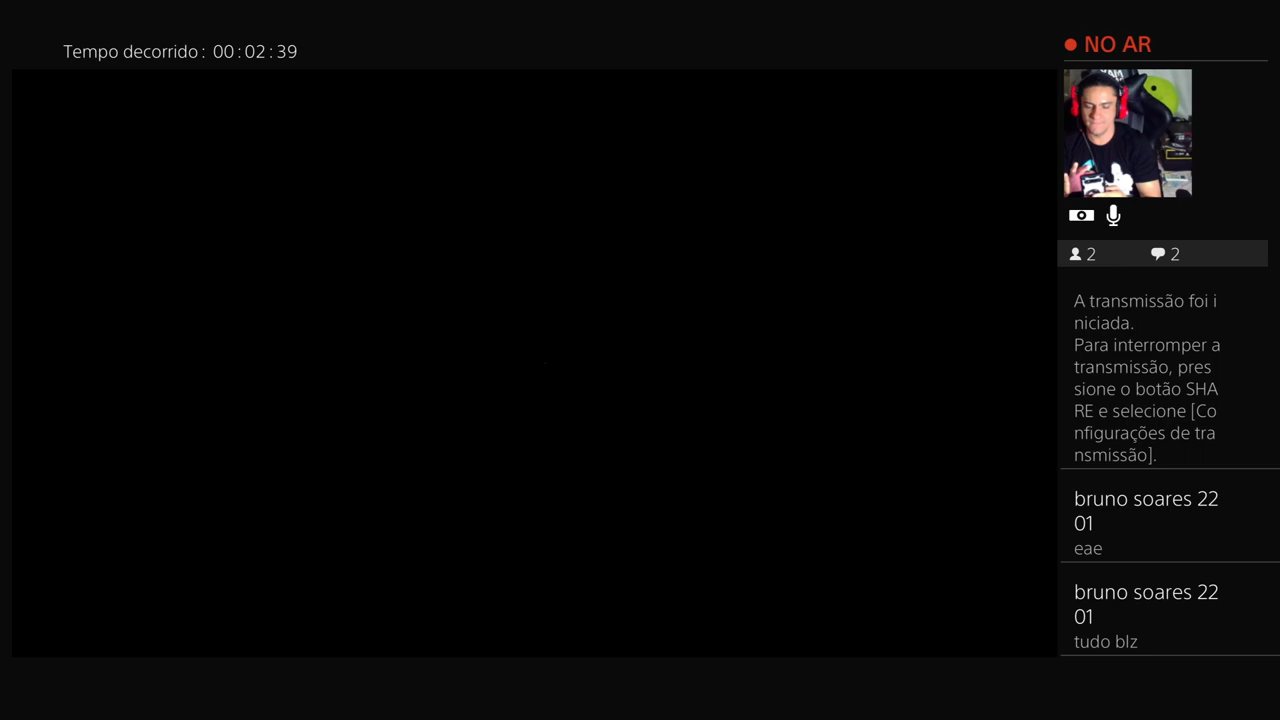 Tempo decorrido: 00:02:39
NO AR
2 2
A transmissão foi i
niciada.
Para interromper a
transmissão, pres
sione o botão SHA
RE e selecione [Co
nfigurações de tra
nsmissão].
bruno soares 22
01
eae
bruno soares 22
01
tudo blz